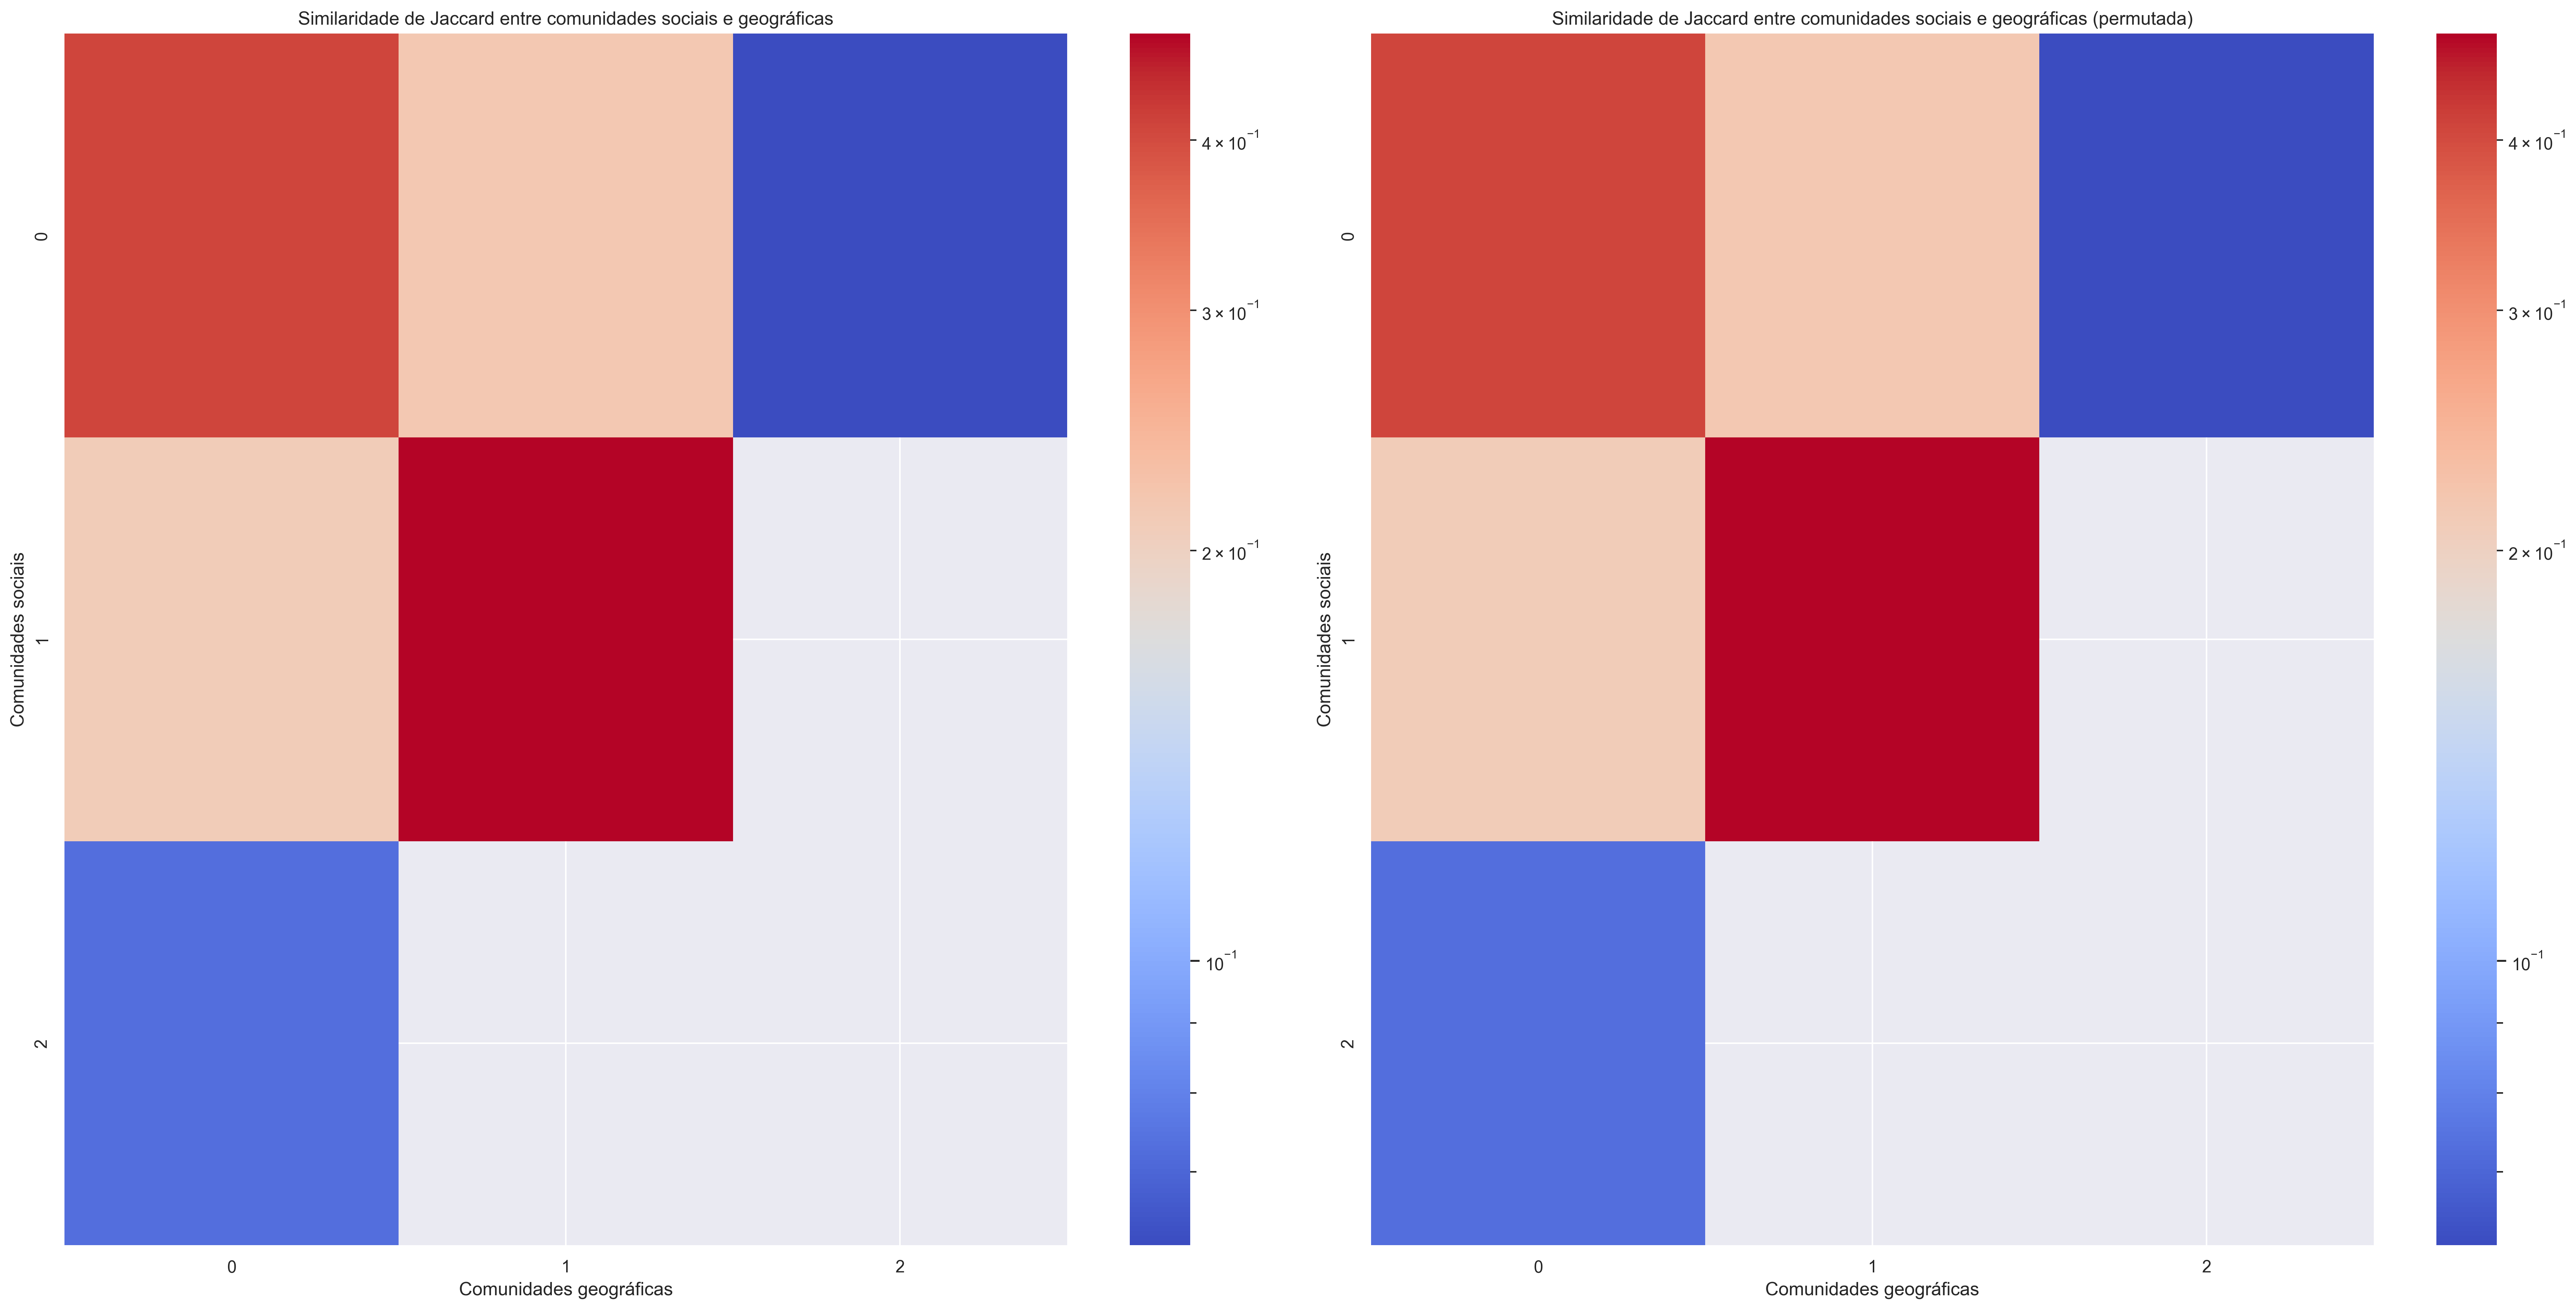 Similaridade de Jaccard entre comunidades sociais e geográficas
0
1
2
Comunidades sociais
0
1
2
Comunidades geográficas
4 × 10⁻¹
3 × 10⁻¹
2 × 10⁻¹
10⁻¹
Similaridade de Jaccard entre comunidades sociais e geográficas (permutada)
0
1
2
Comunidades sociais
0
1
2
Comunidades geográficas
4 × 10⁻¹
3 × 10⁻¹
2 × 10⁻¹
10⁻¹